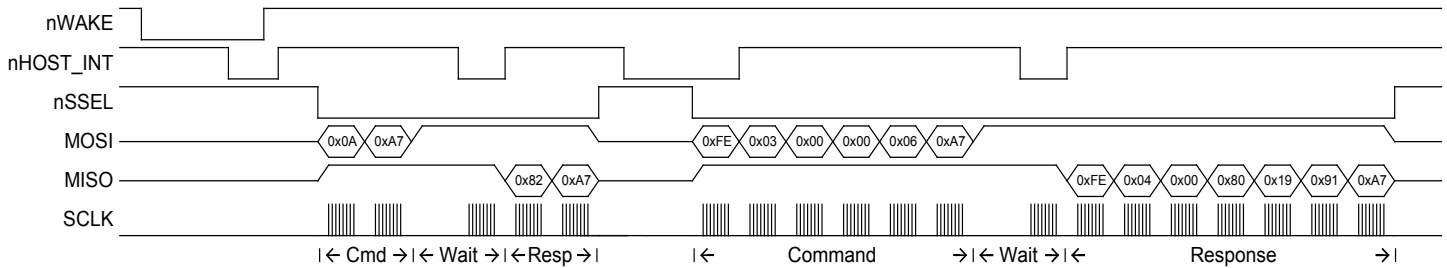 nWAKE
nHOST_INT
nSSEL
MOSI 0x0A 0xA7 0xFE 0x03 0x00 0x00 0x06 0xA7
MISO 0x82 0xA7 0xFE 0x04 0x00 0x80 0x19 0x91 0xA7
SCLK
|← Cmd →|← Wait →|←Resp→| |← Command →|← Wait →|← Response →|